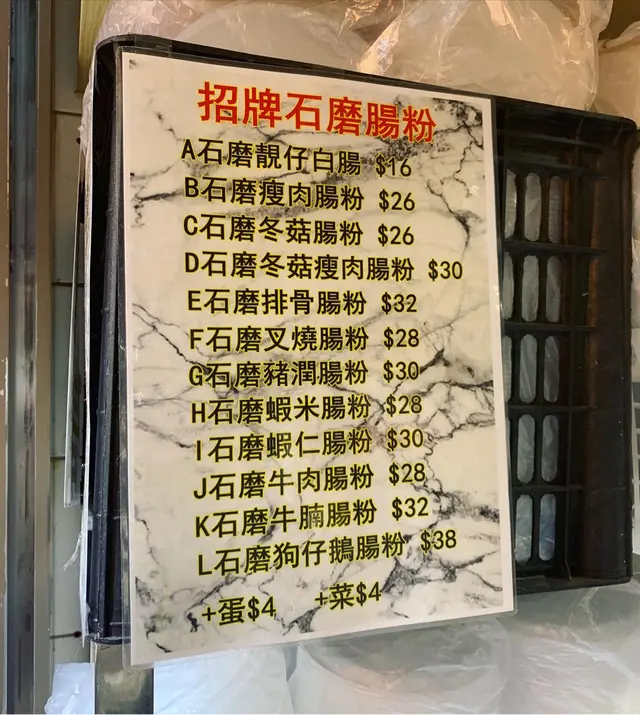 招牌石磨腸粉
A石磨靚仔白腸 $16
B石磨瘦肉腸粉 $26
C石磨冬菇腸粉 $26
D石磨冬菇瘦肉腸粉 $30
E石磨排骨腸粉 $32
F石磨叉燒腸粉 $28
G石磨豬潤腸粉 $30
H石磨蝦米腸粉 $28
I石磨蝦仁腸粉 $30
J石磨牛肉腸粉 $28
K石磨牛腩腸粉 $32
L石磨狗仔鵝腸粉 $38
+蛋$4 +菜$4